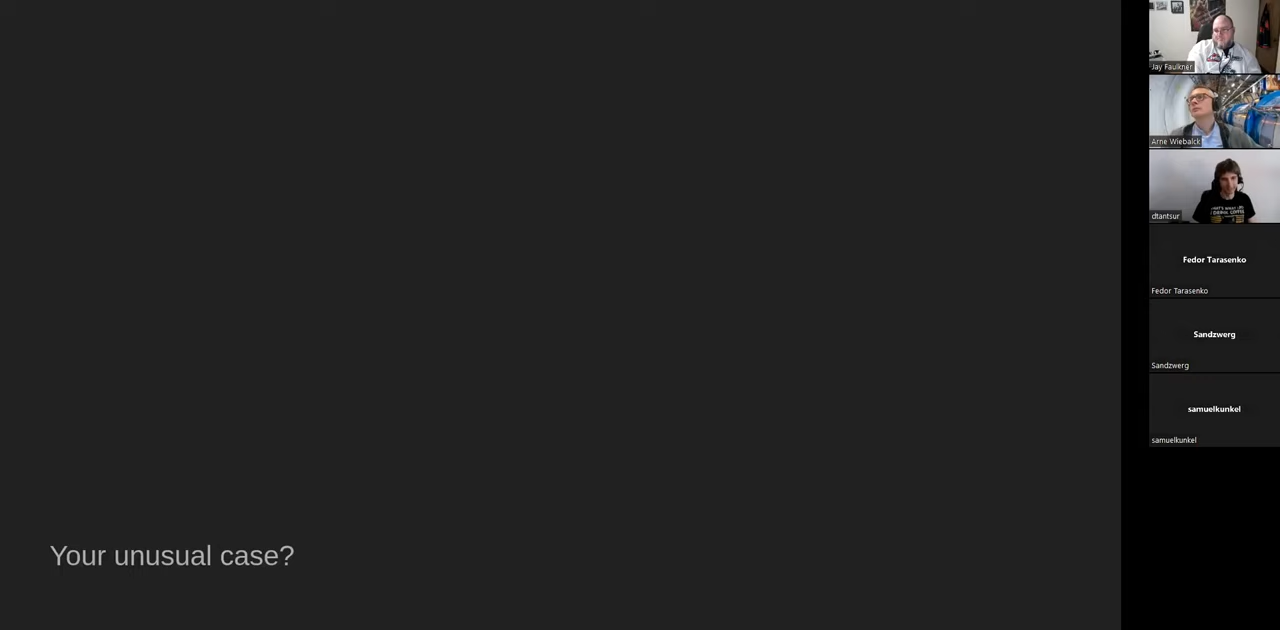 Your unusual case?
Jay Faulkner
Arne Wiebalck
dtantsur
Fedor Tarasenko
Fedor Tarasenko
Sandzwerg
Sandzwerg
samuelkunkel
samuelkunkel